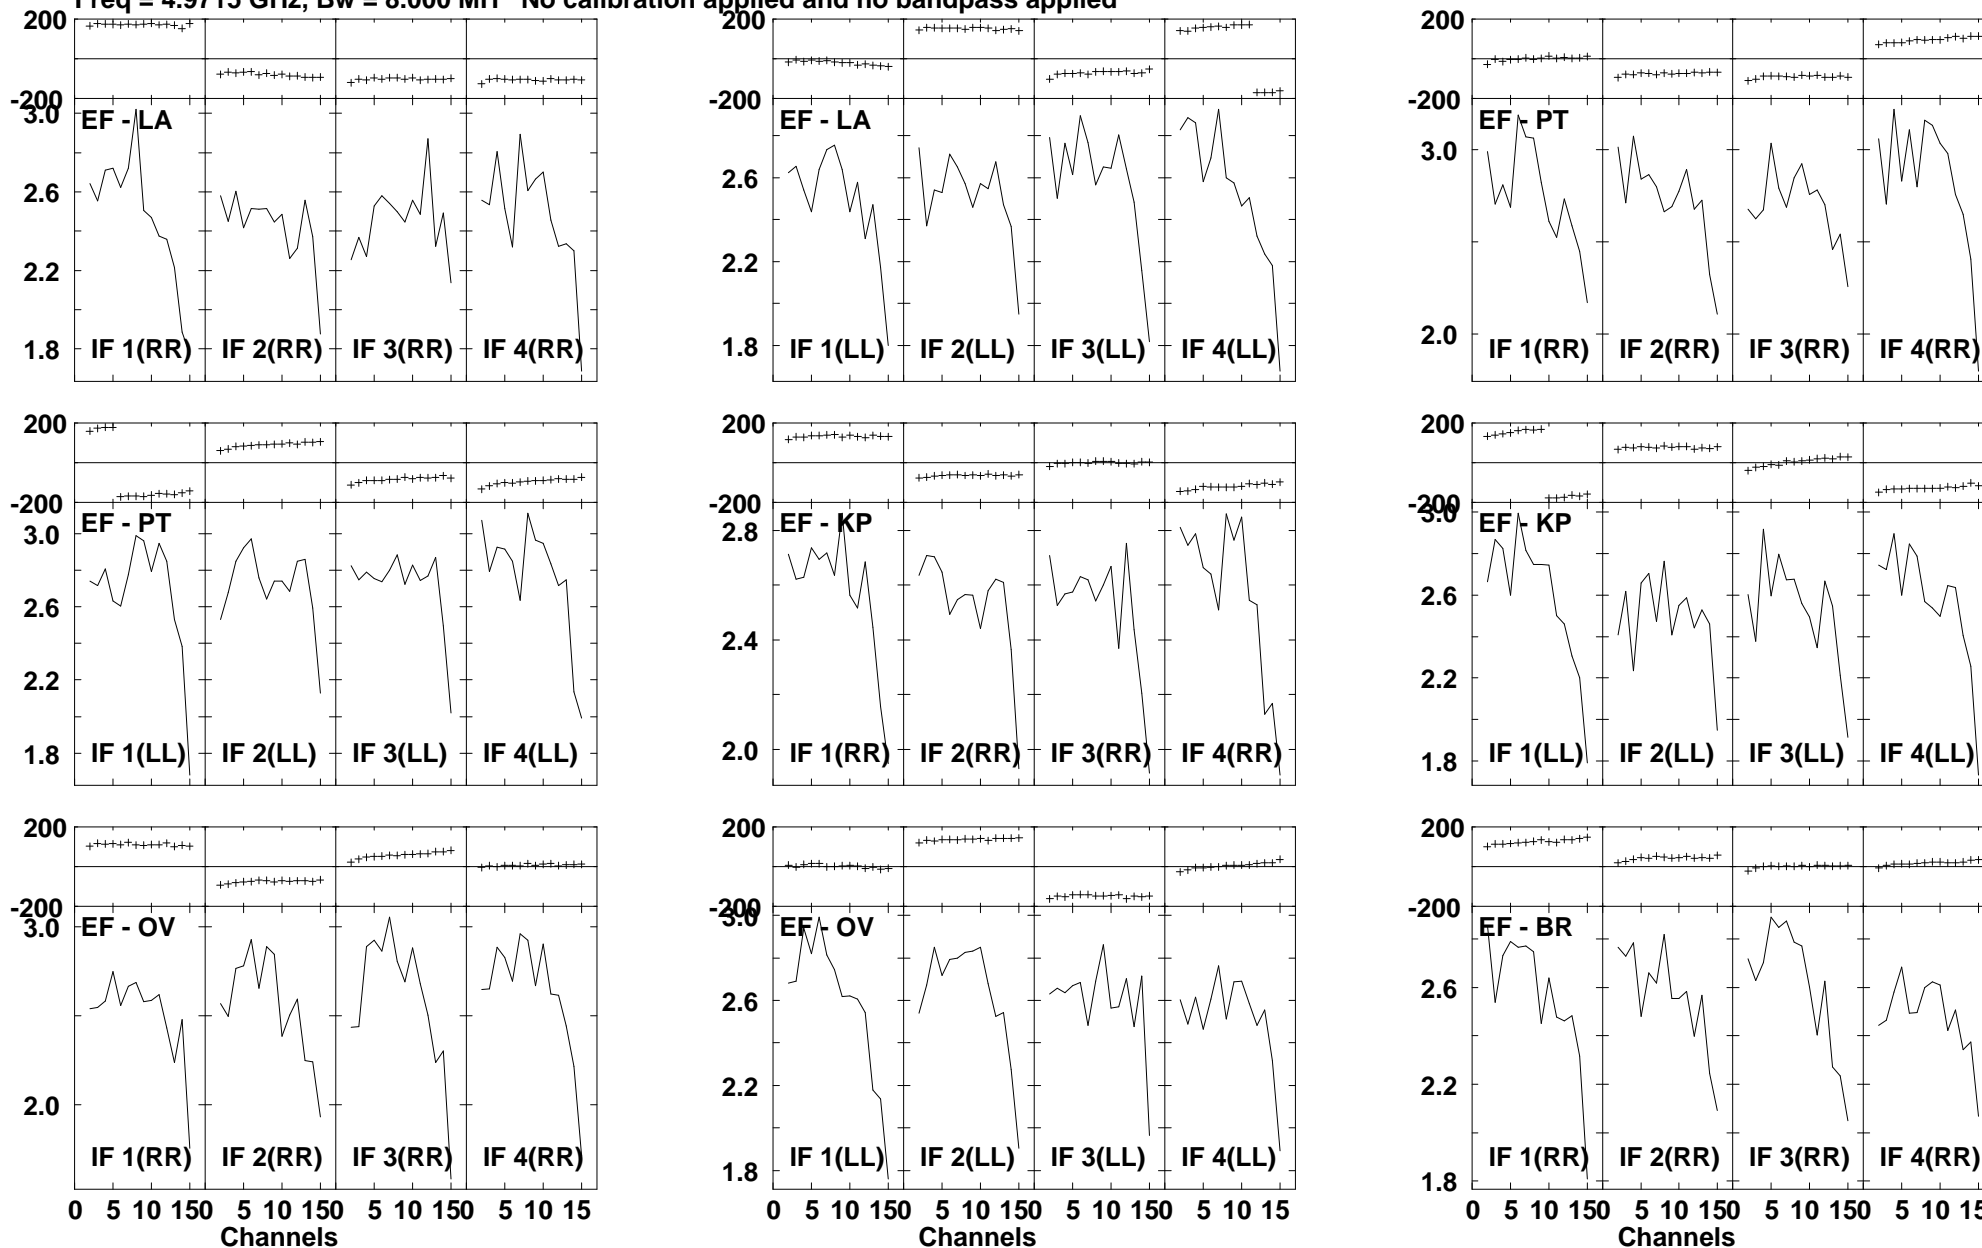 Freq = 4.9715 GHz, Bw = 8.000 MH No calibration applied and no bandpass applied
200 200 200
-200 -200 -200
EF - LA EF - LA EF - PT
3.0 3.0
2.6 2.6
2.2 2.2
1.8 1.8 2.0
IF 1(RR) IF 2(RR) IF 3(RR) IF 4(RR) IF 1(LL) IF 2(LL) IF 3(LL) IF 4(LL) IF 1(RR) IF 2(RR) IF 3(RR) IF 4(RR)
200 200 200
-200 -200 -200
EF - PT EF - KP EF - KP
3.0 2.8 3.0
2.6 2.4 2.6
2.2 2.2
1.8 2.0 1.8
IF 1(LL) IF 2(LL) IF 3(LL) IF 4(LL) IF 1(RR) IF 2(RR) IF 3(RR) IF 4(RR) IF 1(LL) IF 2(LL) IF 3(LL) IF 4(LL)
200 200 200
-200 -200 -200
EF - OV EF - OV EF - BR
3.0 3.0
2.6 2.6
2.2 2.2
2.0 1.8 1.8
IF 1(RR) IF 2(RR) IF 3(RR) IF 4(RR) IF 1(LL) IF 2(LL) IF 3(LL) IF 4(LL) IF 1(RR) IF 2(RR) IF 3(RR) IF 4(RR)
0 5 10 150 5 10 150 5 10 150 5 10 15 0 5 10 150 5 10 150 5 10 150 5 10 15 0 5 10 150 5 10 150 5 10 150 5 10 15
Channels Channels Channels